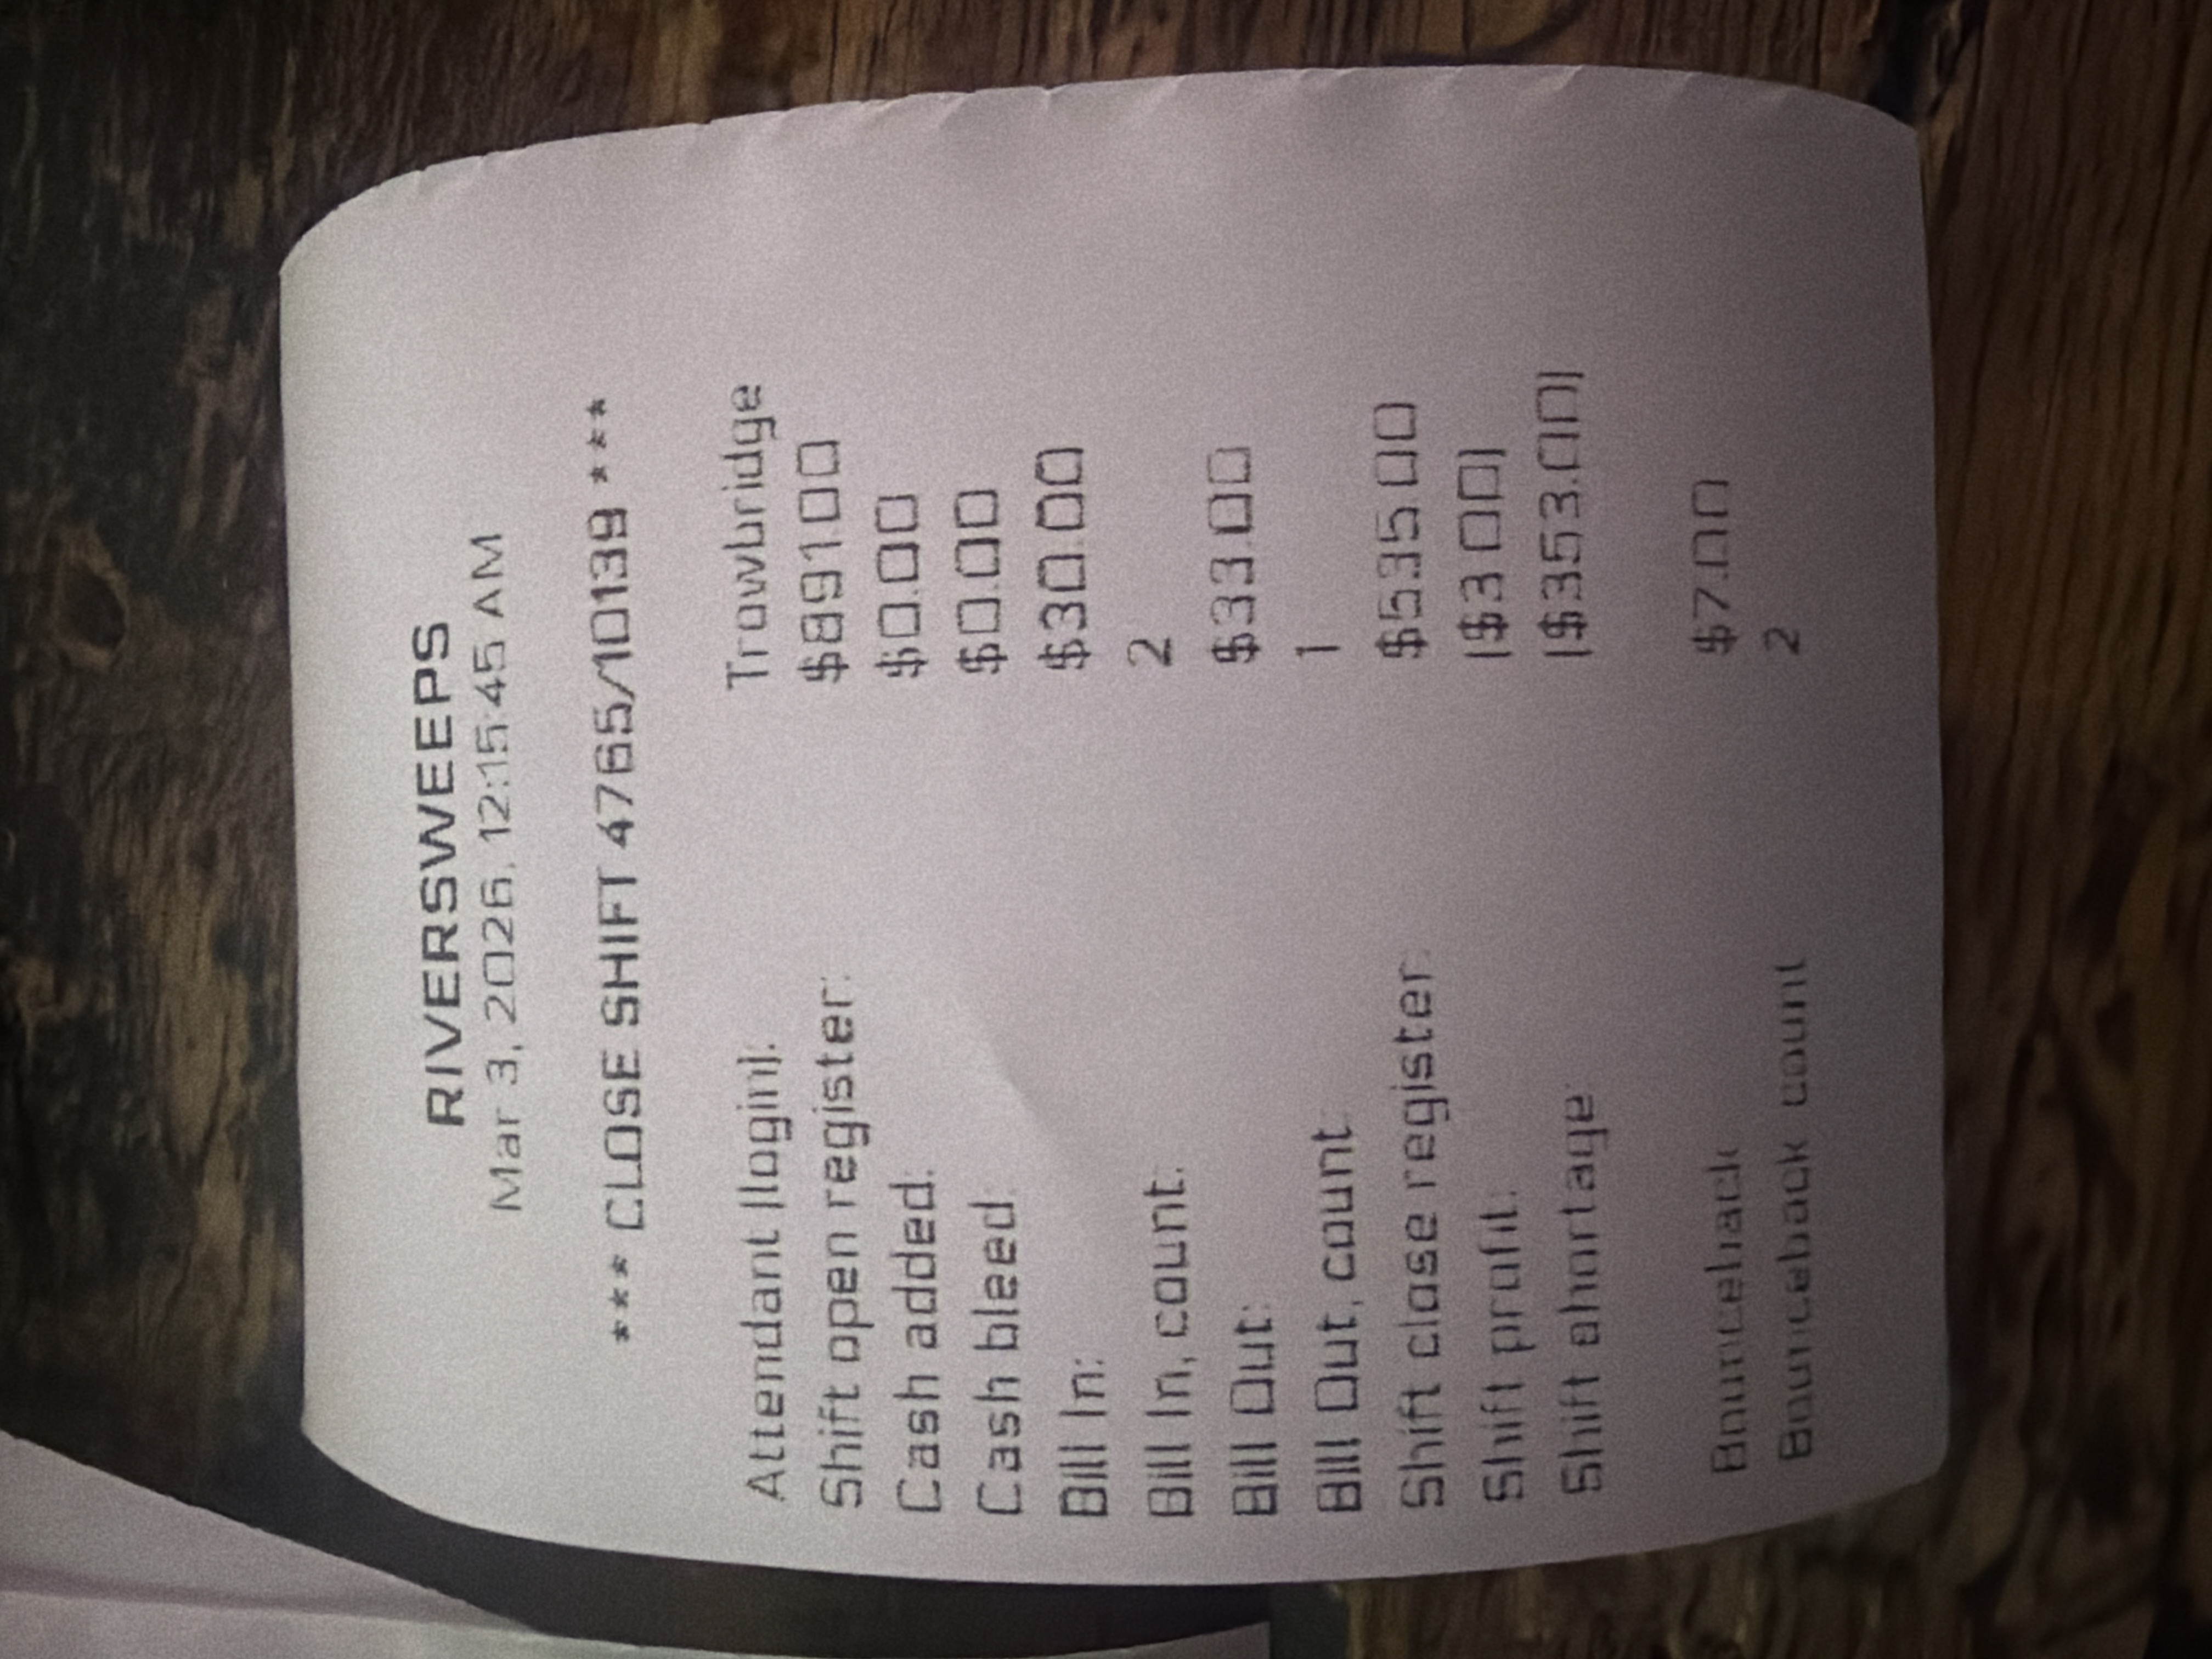 RIVERSWEEPS
Mar 3, 2026, 12:15:45 AM
*** CLOSE SHIFT 4765/10139 ***
Attendant (login): Trowbridge
Shift open register: $891.00
Cash added: $0.00
Cash bleed: $0.00
Bill In: $30.00
Bill In, count: 2
Bill Out: $33.00
Bill Out, count: 1
Shift close register: $535.00
Shift profit: ($3.00)
Shift shortage: ($353.00)
Bounceback $7.00
Bounceback count 2